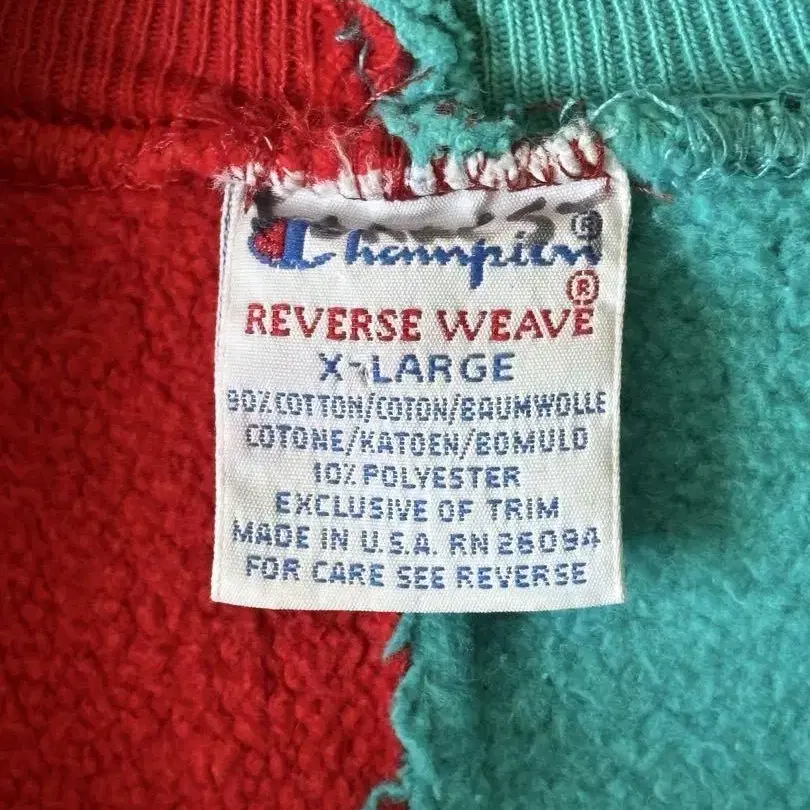 Champion®
REVERSE WEAVE®
X-LARGE
90% COTTON/COTON/BAUMWOLLE
COTONE/KATOEN/BOMULD
10% POLYESTER
EXCLUSIVE OF TRIM
MADE IN U.S.A. RN 26094
FOR CARE SEE REVERSE